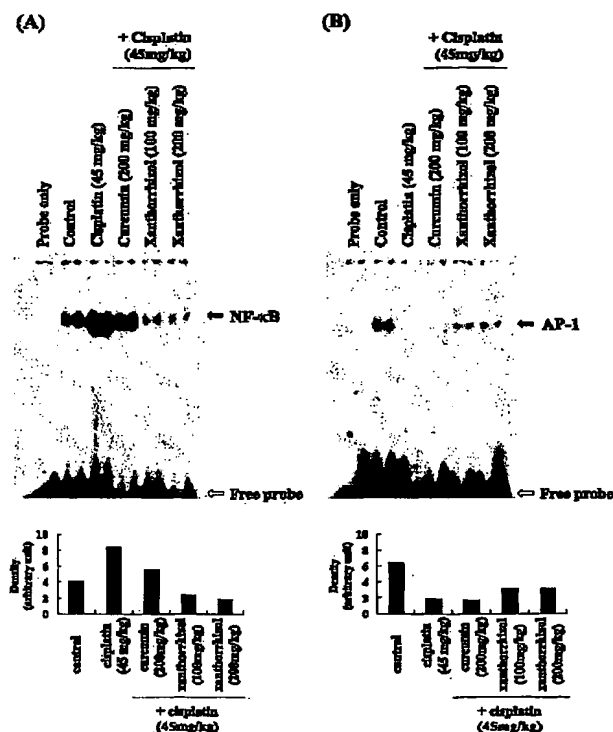 (A)
+ Cisplatin
(45mg/kg)
Probe only
Control
Cisplatin (45 mg/kg)
Curcumin (200 mg/kg)
Xanthorrhizol (100 mg/kg)
Xanthorrhizol (200 mg/kg)
NF-κB
Free probe
Density
(arbitrary unit)
10
8
6
4
2
0
control
cisplatin
(45 mg/kg)
curcumin
(200mg/kg)
xanthorrhizol
(100mg/kg)
xanthorrhizol
(200mg/kg)
+ cisplatin
(45mg/kg)
(B)
+ Cisplatin
(45mg/kg)
Probe only
Control
Cisplatin (45 mg/kg)
Curcumin (200 mg/kg)
Xanthorrhizol (100 mg/kg)
Xanthorrhizol (200 mg/kg)
AP-1
Free probe
Density
(arbitrary unit)
10
8
6
4
2
0
control
cisplatin
(45 mg/kg)
curcumin
(200mg/kg)
xanthorrhizol
(100mg/kg)
xanthorrhizol
(200mg/kg)
+ cisplatin
(45mg/kg)